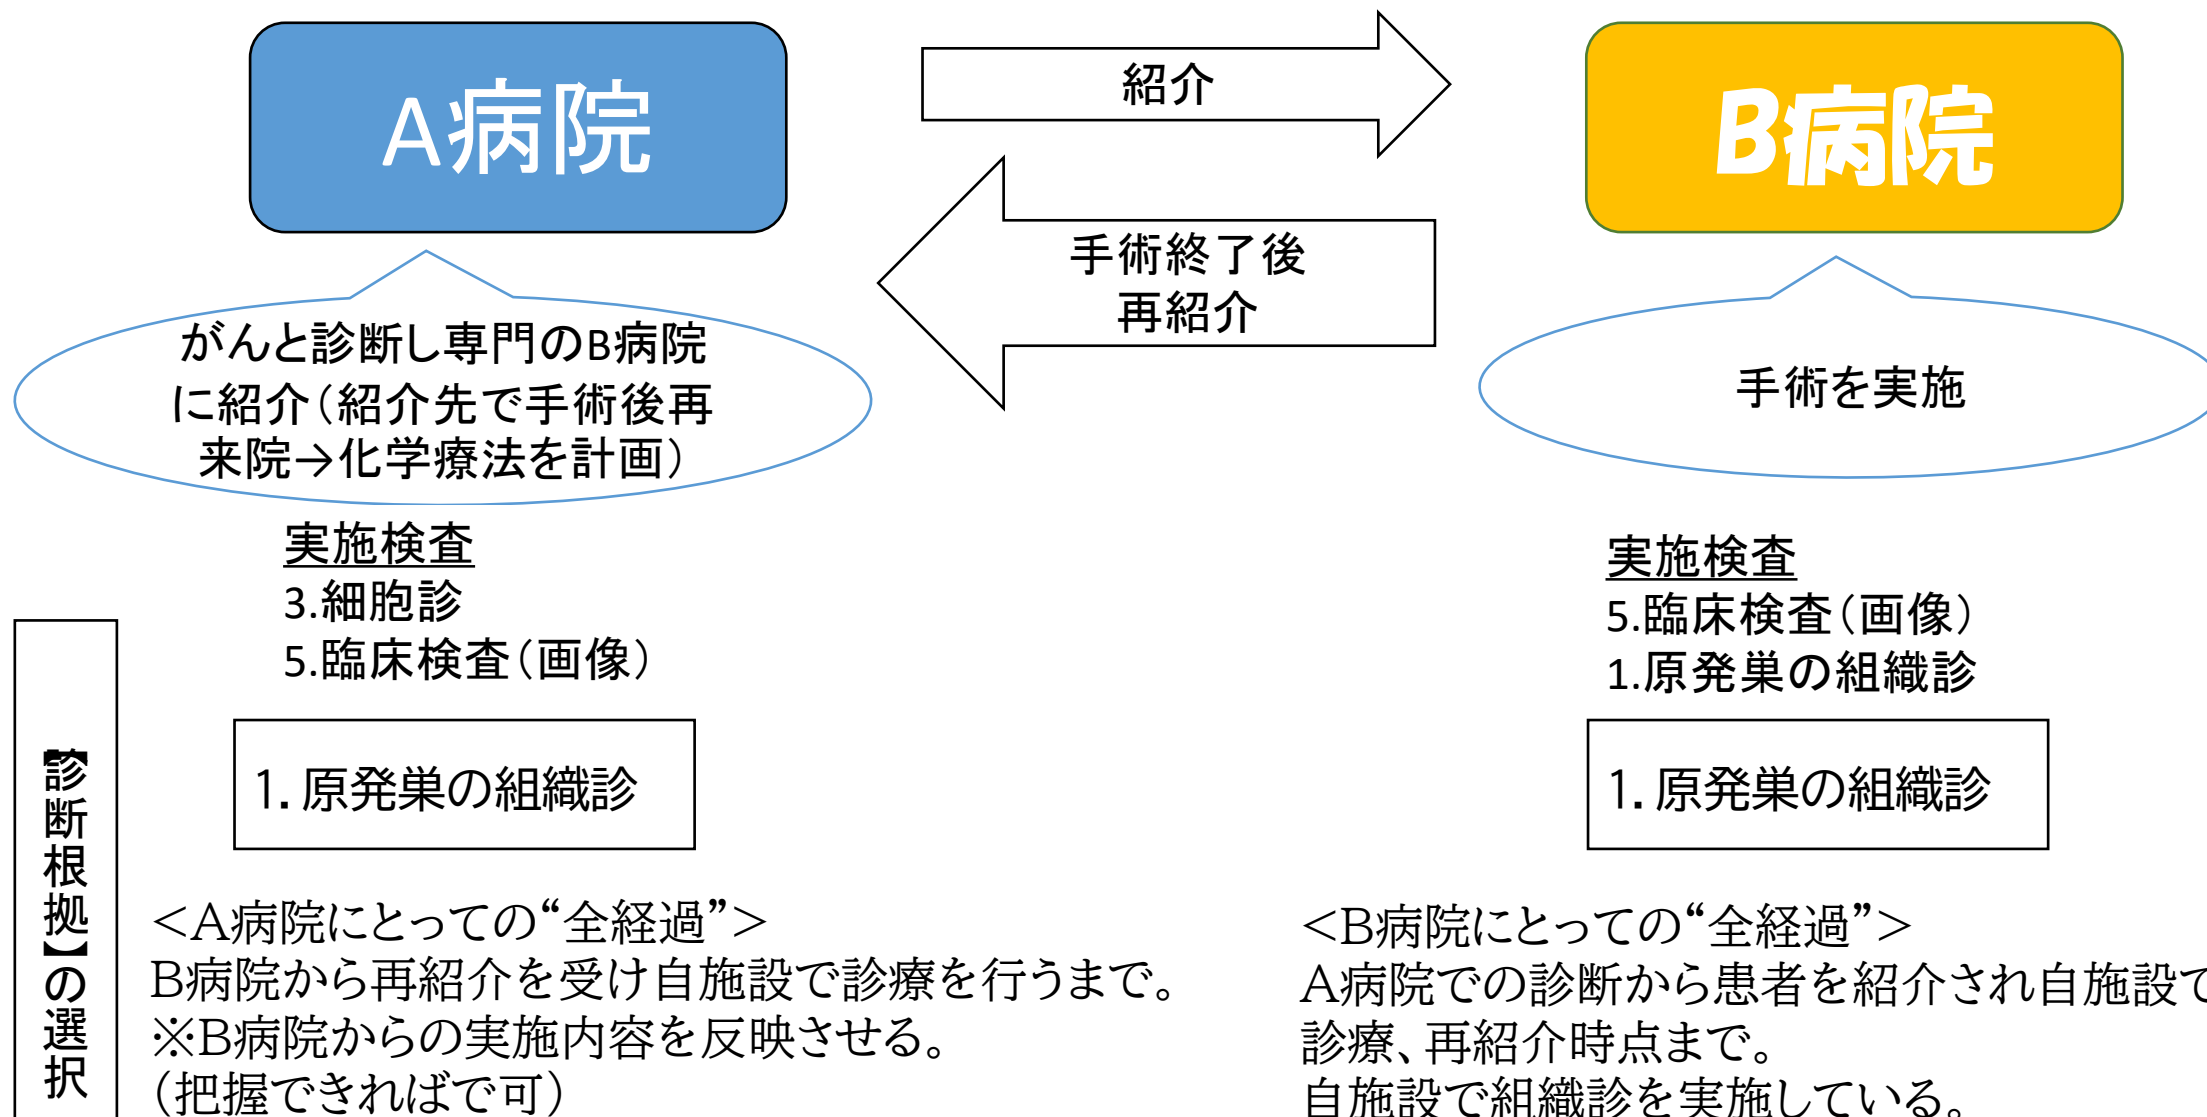 A病院
紹介
B病院
手術終了後
再紹介
がんと診断し専門のB病院
に紹介（紹介先で手術後再
来院→化学療法を計画）
手術を実施
実施検査
3.細胞診
5.臨床検査（画像）
実施検査
5.臨床検査（画像）
1.原発巣の組織診
【診断根拠】の選択
1．原発巣の組織診
1．原発巣の組織診
＜A病院にとっての“全経過”＞
B病院から再紹介を受け自施設で診療を行うまで。
※B病院からの実施内容を反映させる。
（把握できればで可）
＜B病院にとっての“全経過”＞
A病院での診断から患者を紹介され自施設で
診療、再紹介時点まで。
自施設で組織診を実施している。